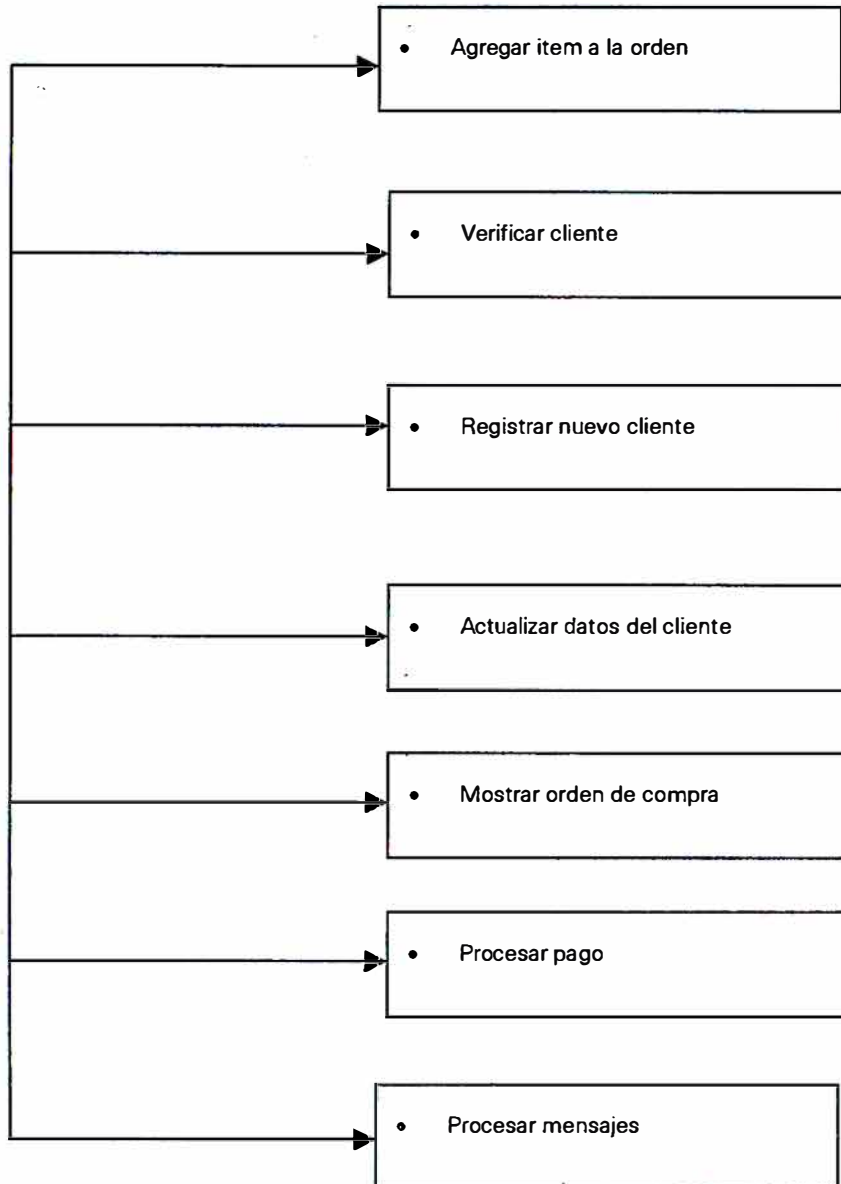 • Agregar item a la orden
• Verificar cliente
• Registrar nuevo cliente
• Actualizar datos del cliente
• Mostrar orden de compra
• Procesar pago
• Procesar mensajes